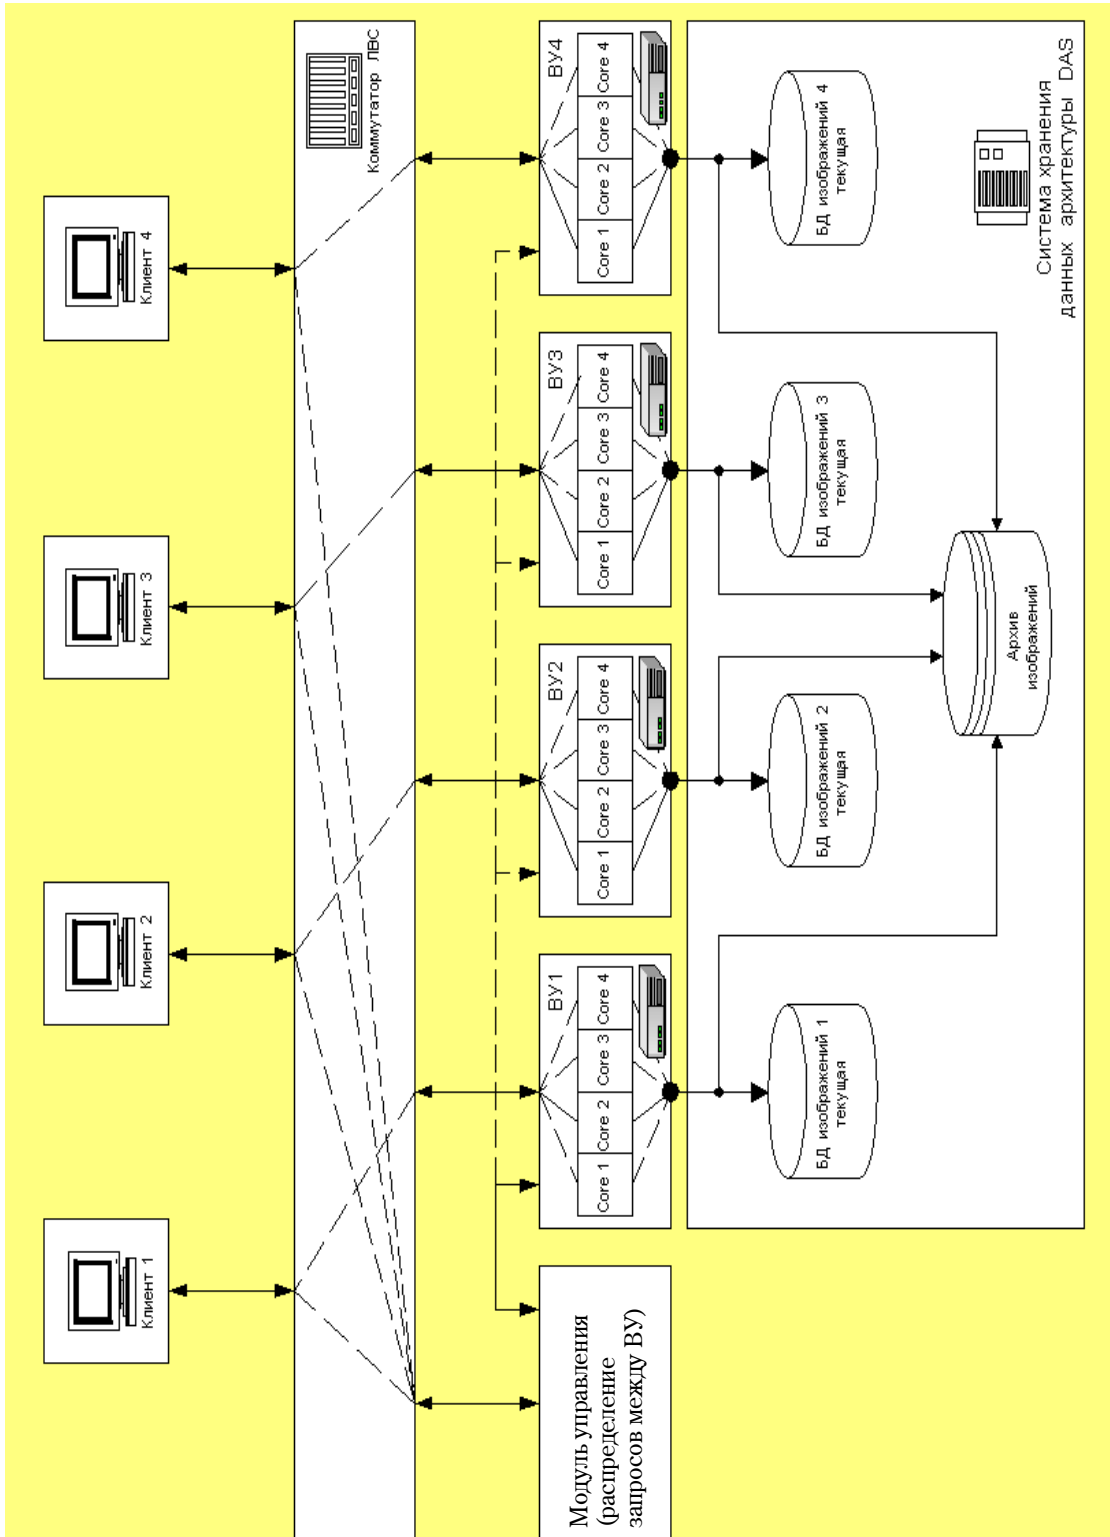 Клиент 1
Клиент 2
Клиент 3
Клиент 4
Коммутатор ЛВС
Модуль управления
(распределение
запросов между ВУ)
ВУ1
Core 1
Core 2
Core 3
Core 4
ВУ2
Core 1
Core 2
Core 3
Core 4
ВУ3
Core 1
Core 2
Core 3
Core 4
ВУ4
Core 1
Core 2
Core 3
Core 4
БД изображений 1
текущая
БД изображений 2
текущая
БД изображений 3
текущая
БД изображений 4
текущая
Архив
изображений
Система хранения
данных архитектуры DAS